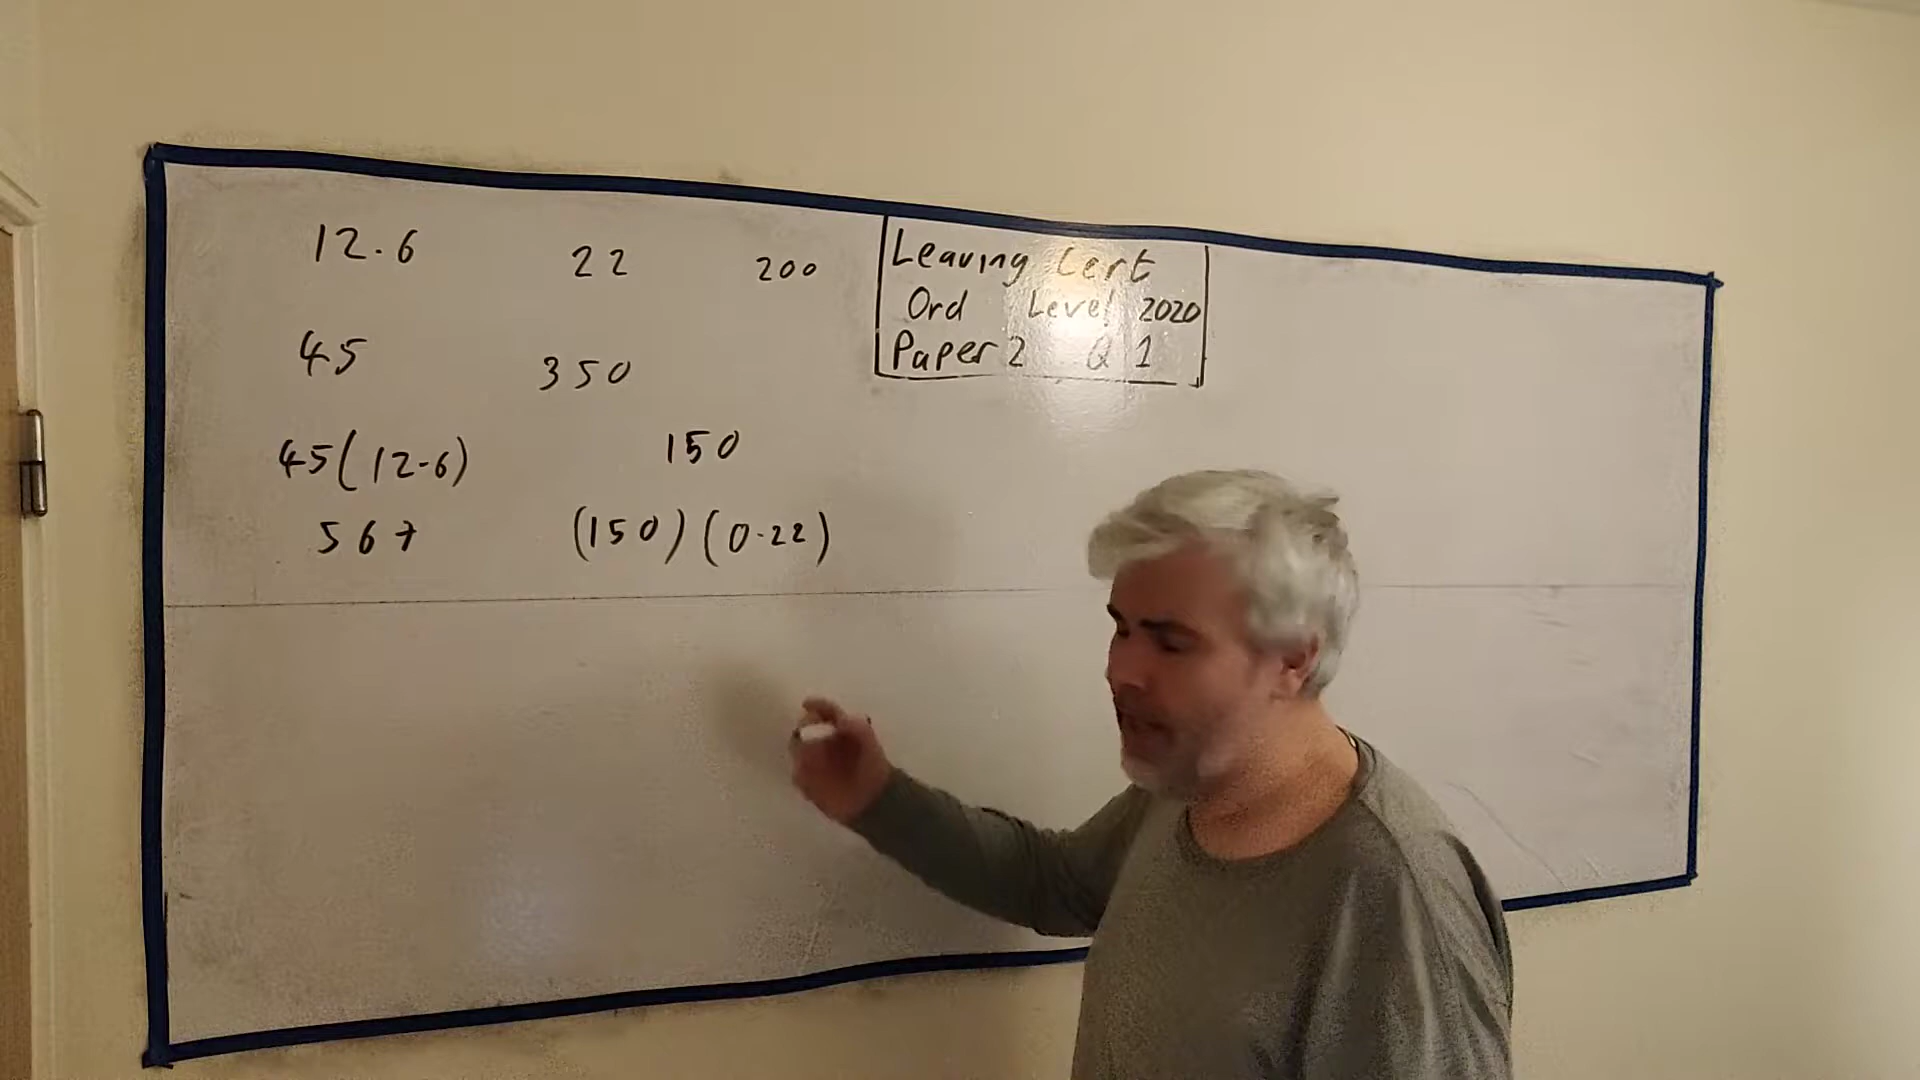 12.6 22 200
45 350
45(12.6) 150
567 (150)(0.22)
Leaving Cert
Ord Level 2020
Paper 2 Q 1